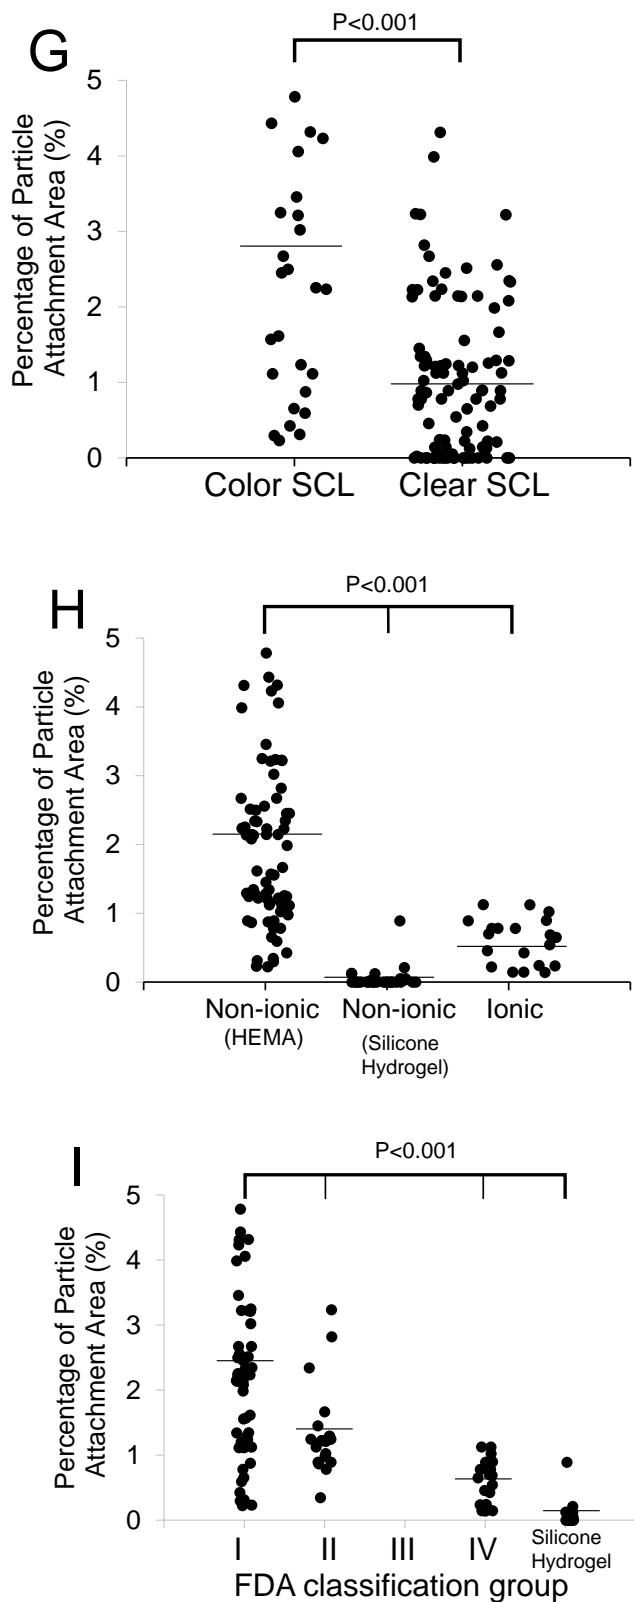 G
P<0.001
Percentage of Particle
Attachment Area (%)
5
4
3
2
1
0
Color SCL Clear SCL
H
P<0.001
Percentage of Particle
Attachment Area (%)
5
4
3
2
1
0
Non-ionic Non-ionic Ionic
(HEMA) (Silicone
Hydrogel)
I
P<0.001
Percentage of Particle
Attachment Area (%)
5
4
3
2
1
0
I II III IV Silicone
Hydrogel
FDA classification group